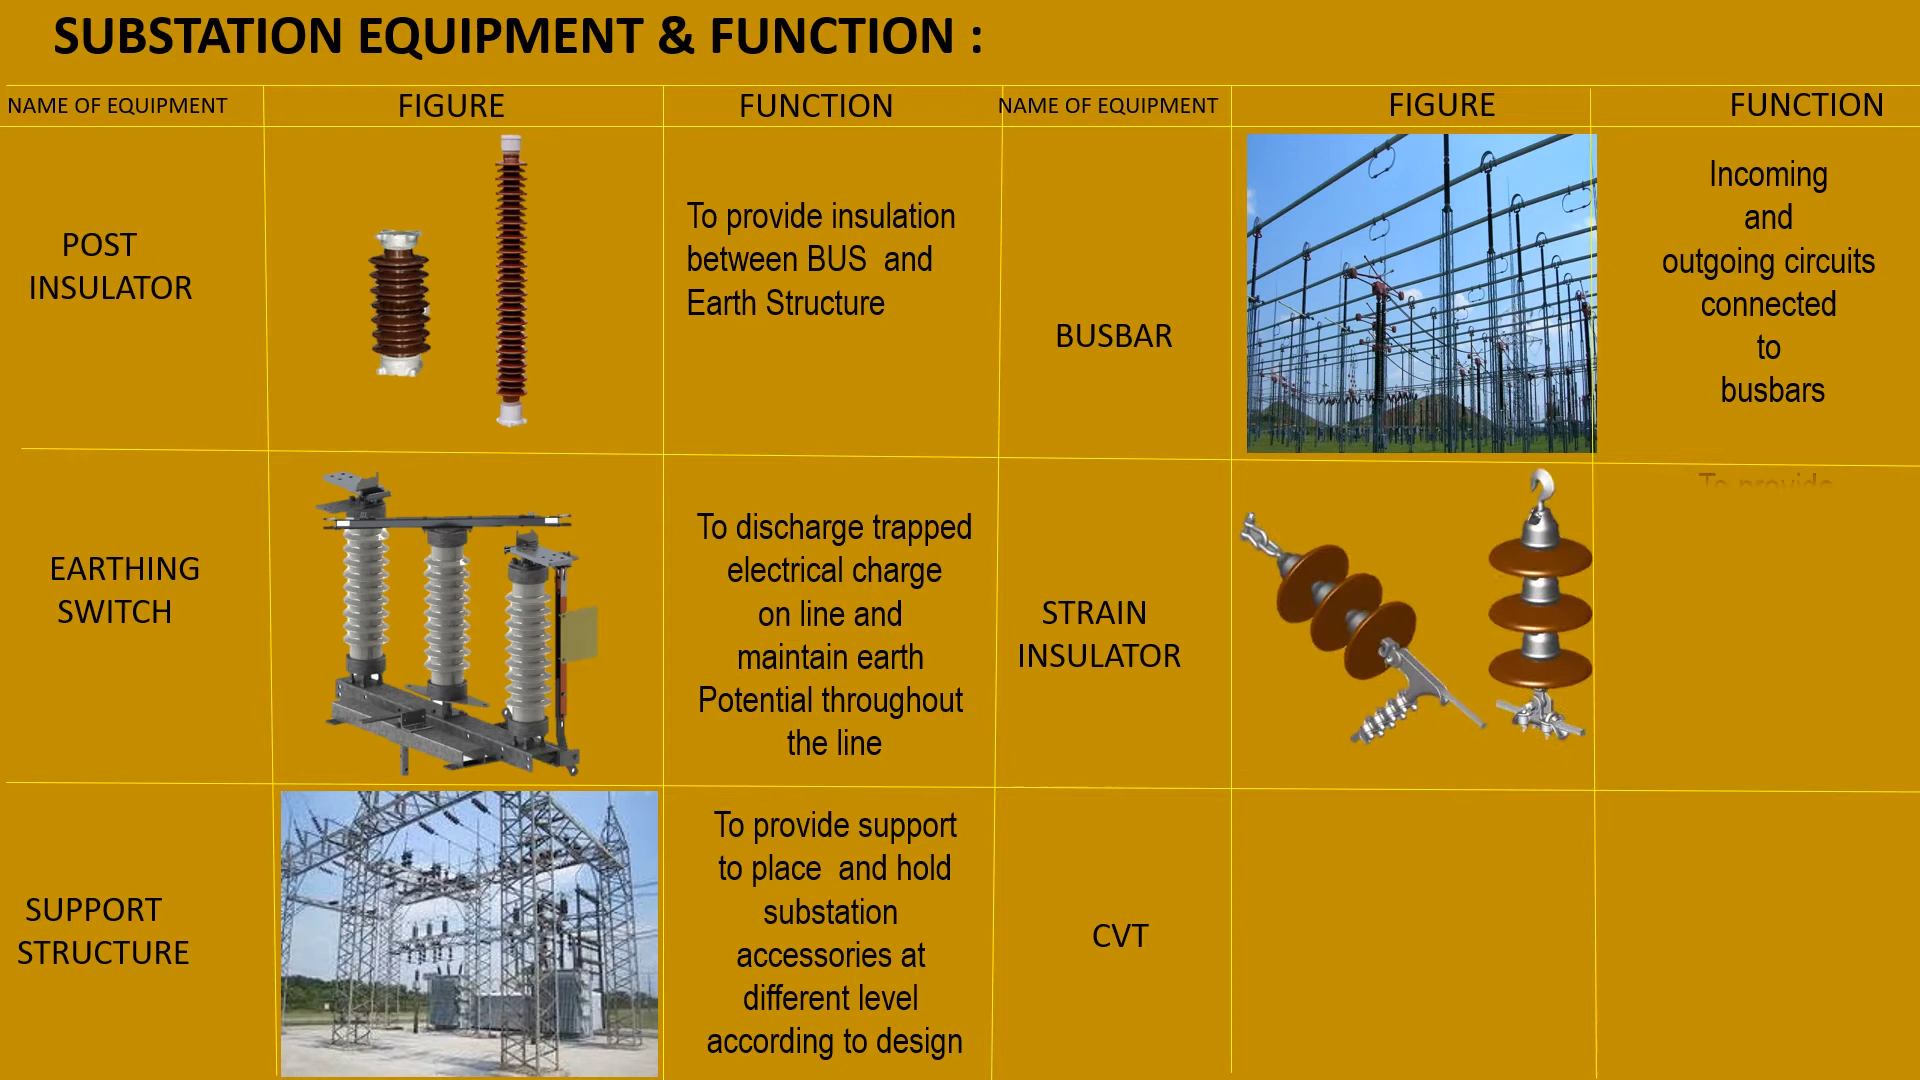 SUBSTATION EQUIPMENT & FUNCTION :
NAME OF EQUIPMENT
FIGURE
FUNCTION
NAME OF EQUIPMENT
FIGURE
FUNCTION
POST
INSULATOR
To provide insulation
between BUS and
Earth Structure
BUSBAR
Incoming
and
outgoing circuits
connected
to
busbars
EARTHING
SWITCH
To discharge trapped
electrical charge
on line and
maintain earth
Potential throughout
the line
STRAIN
INSULATOR
To provide
SUPPORT
STRUCTURE
To provide support
to place and hold
substation
accessories at
different level
according to design
CVT